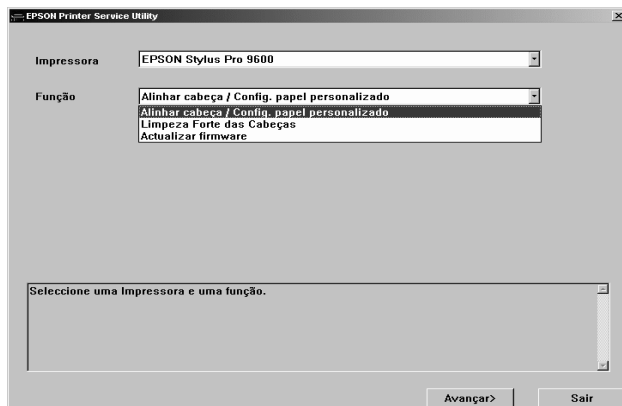 EPSON Printer Service Utility
Impressora
EPSON Stylus Pro 9600
Função
Alinhar cabeça / Config. papel personalizado
Alinhar cabeça / Config. papel personalizado
Limpeza Forte das Cabeças
Actualizar firmware
Seleccione uma Impressora e uma função.
Avançar>
Sair